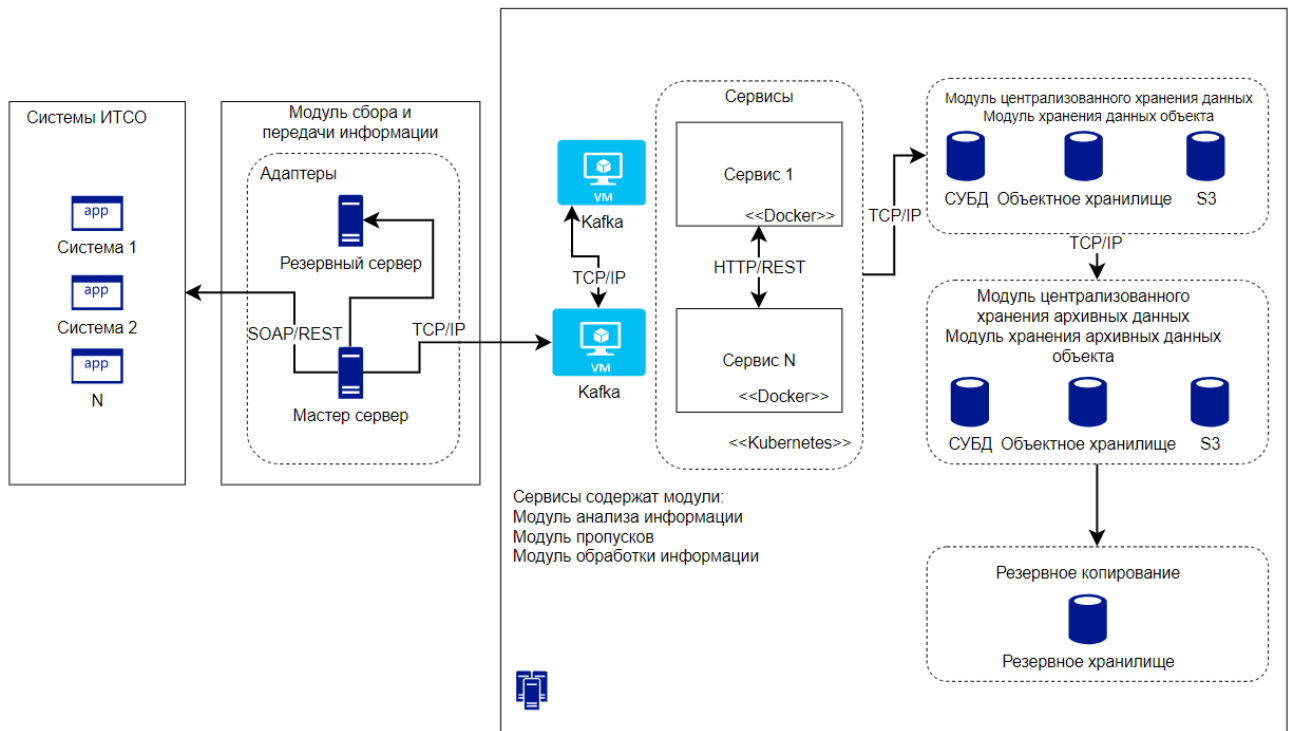 Системы ИТСО
app
Система 1
app
Система 2
app
N
Модуль сбора и
передачи информации
Адаптеры
Резервный сервер
SOAP/REST
TCP/IP
Мастер сервер
VM
Kafka
TCP/IP
VM
Kafka
Сервисы
Сервис 1
<<Docker>>
HTTP/REST
Сервис N
<<Docker>>
<<Kubernetes>>
TCP/IP
Модуль централизованного хранения данных
Модуль хранения данных объекта
СУБД
Объектное хранилище
S3
TCP/IP
Модуль централизованного
хранения архивных данных
Модуль хранения архивных данных
объекта
СУБД
Объектное хранилище
S3
Сервисы содержат модули:
Модуль анализа информации
Модуль пропусков
Модуль обработки информации
Резервное копирование
Резервное хранилище